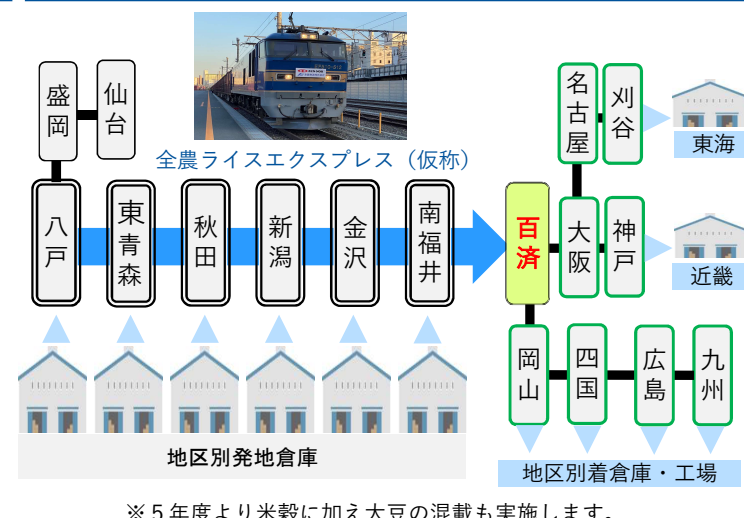 盛岡
仙台
全農ライスエクスプレス（仮称）
八戸
東青森
秋田
新潟
金沢
南福井
百済
名古屋
刈谷
東海
大阪
神戸
近畿
岡山
四国
広島
九州
地区別発地倉庫
地区別着倉庫・工場
※５年度より米穀に加え大豆の混載も実施します。